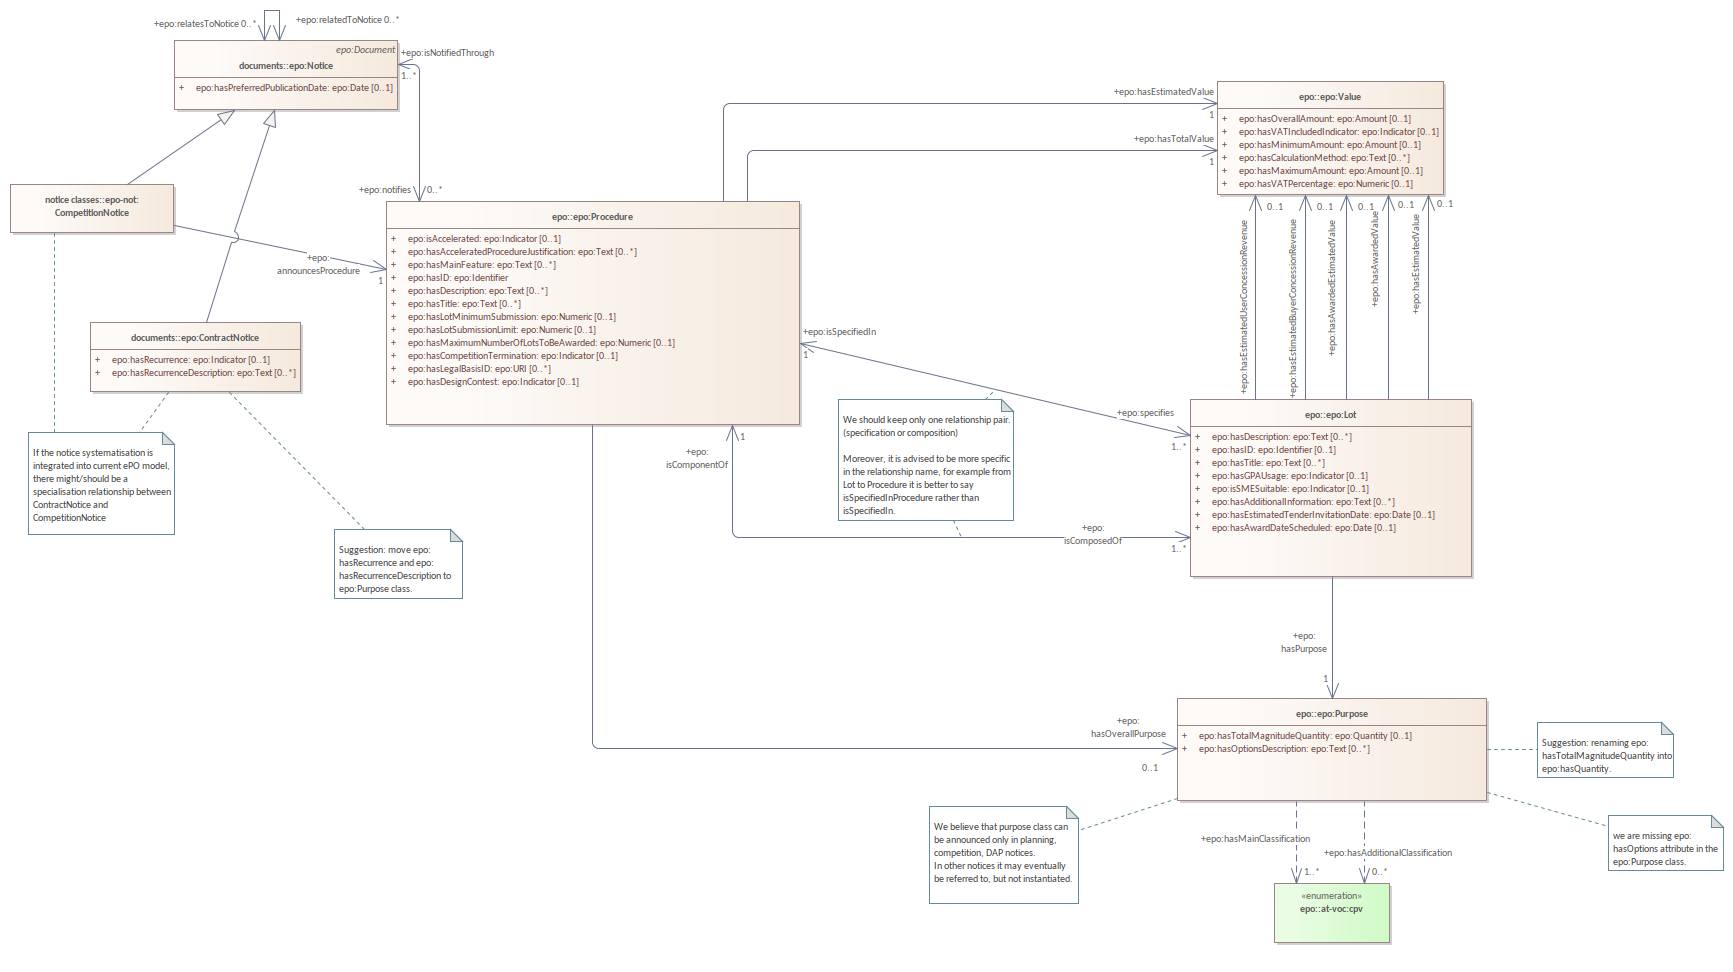 +epo:relatesToNotice 0..*
+epo:relatedToNotice 0..*
epo:Document
documents::epo:Notice
+ epo:hasPreferredPublicationDate: epo:Date [0..1]
+epo:isNotifiedThrough
1..*
+epo:notifies
0..*
notice classes::epo-not:
CompetitionNotice
+epo:
announcesProcedure
1
documents::epo:ContractNotice
+ epo:hasRecurrence: epo:Indicator [0..1]
+ epo:hasRecurrenceDescription: epo:Text [0..*]
If the notice systematisation is
integrated into current ePO model,
there might/should be a
specialisation relationship between
ContractNotice and
CompetitionNotice
Suggestion: move epo:
hasRecurrence and epo:
hasRecurrenceDescription to
epo:Purpose class.
epo::epo:Procedure
+ epo:isAccelerated: epo:Indicator [0..1]
+ epo:hasAcceleratedProcedureJustification: epo:Text [0..*]
+ epo:hasMainFeature: epo:Text [0..*]
+ epo:hasID: epo:Identifier
+ epo:hasDescription: epo:Text [0..*]
+ epo:hasTitle: epo:Text [0..*]
+ epo:hasLotMinimumSubmission: epo:Numeric [0..1]
+ epo:hasLotSubmissionLimit: epo:Numeric [0..1]
+ epo:hasMaximumNumberOfLotsToBeAwarded: epo:Numeric [0..1]
+ epo:hasCompetitionTermination: epo:Indicator [0..1]
+ epo:hasLegalBasisID: epo:URI [0..*]
+ epo:hasDesignContest: epo:Indicator [0..1]
+epo:hasEstimatedValue
1
+epo:hasTotalValue
1
epo::epo:Value
+ epo:hasOverallAmount: epo:Amount [0..1]
+ epo:hasVATIncludedIndicator: epo:Indicator [0..1]
+ epo:hasMinimumAmount: epo:Amount [0..1]
+ epo:hasCalculationMethod: epo:Text [0..*]
+ epo:hasMaximumAmount: epo:Amount [0..1]
+ epo:hasVATPercentage: epo:Numeric [0..1]
0..1
0..1
0..1
0..1
0..1
+epo:hasEstimatedUserConcessionRevenue
+epo:hasEstimatedBuyerConcessionRevenue
+epo:hasAwardedEstimatedValue
+epo:hasAwardedValue
+epo:hasEstimatedValue
+epo:isSpecifiedIn
1
+epo:specifies
1..*
We should keep only one relationship pair.
(specification or composition)
Moreover, it is advised to be more specific
in the relationship name, for example from
Lot to Procedure it is better to say
isSpecifiedInProcedure rather than
isSpecifiedIn.
+epo:
isComponentOf
1
+epo:
isComposedOf
1..*
epo::epo:Lot
+ epo:hasDescription: epo:Text [0..*]
+ epo:hasID: epo:Identifier [0..1]
+ epo:hasTitle: epo:Text [0..*]
+ epo:hasGPAUsage: epo:Indicator [0..1]
+ epo:isSMESuitable: epo:Indicator [0..1]
+ epo:hasAdditionalInformation: epo:Text [0..*]
+ epo:hasEstimatedTenderInvitationDate: epo:Date [0..1]
+ epo:hasAwardDateScheduled: epo:Date [0..1]
+epo:
hasPurpose
1
+epo:
hasOverallPurpose
0..1
epo::epo:Purpose
+ epo:hasTotalMagnitudeQuantity: epo:Quantity [0..1]
+ epo:hasOptionsDescription: epo:Text [0..*]
Suggestion: renaming epo:
hasTotalMagnitudeQuantity into
epo:hasQuantity.
we are missing epo:
hasOptions attribute in the
epo:Purpose class.
We believe that purpose class can
be announced only in planning,
competition, DAP notices.
In other notices it may eventually
be referred to, but not instantiated.
+epo:hasMainClassification
+epo:hasAdditionalClassification
1..*
0..*
«enumeration»
epo::at-voc:cpv